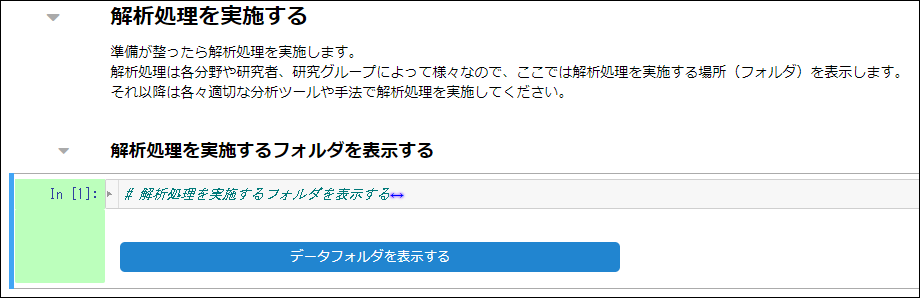 解析処理を実施する
準備が整ったら解析処理を実施します。
解析処理は各分野や研究者、研究グループによって様々なので、ここでは解析処理を実施する場所（フォルダ）を表示します。
それ以降は各々適切な分析ツールや手法で解析処理を実施してください。
解析処理を実施するフォルダを表示する
In [1]: # 解析処理を実施するフォルダを表示する↔
データフォルダを表示する